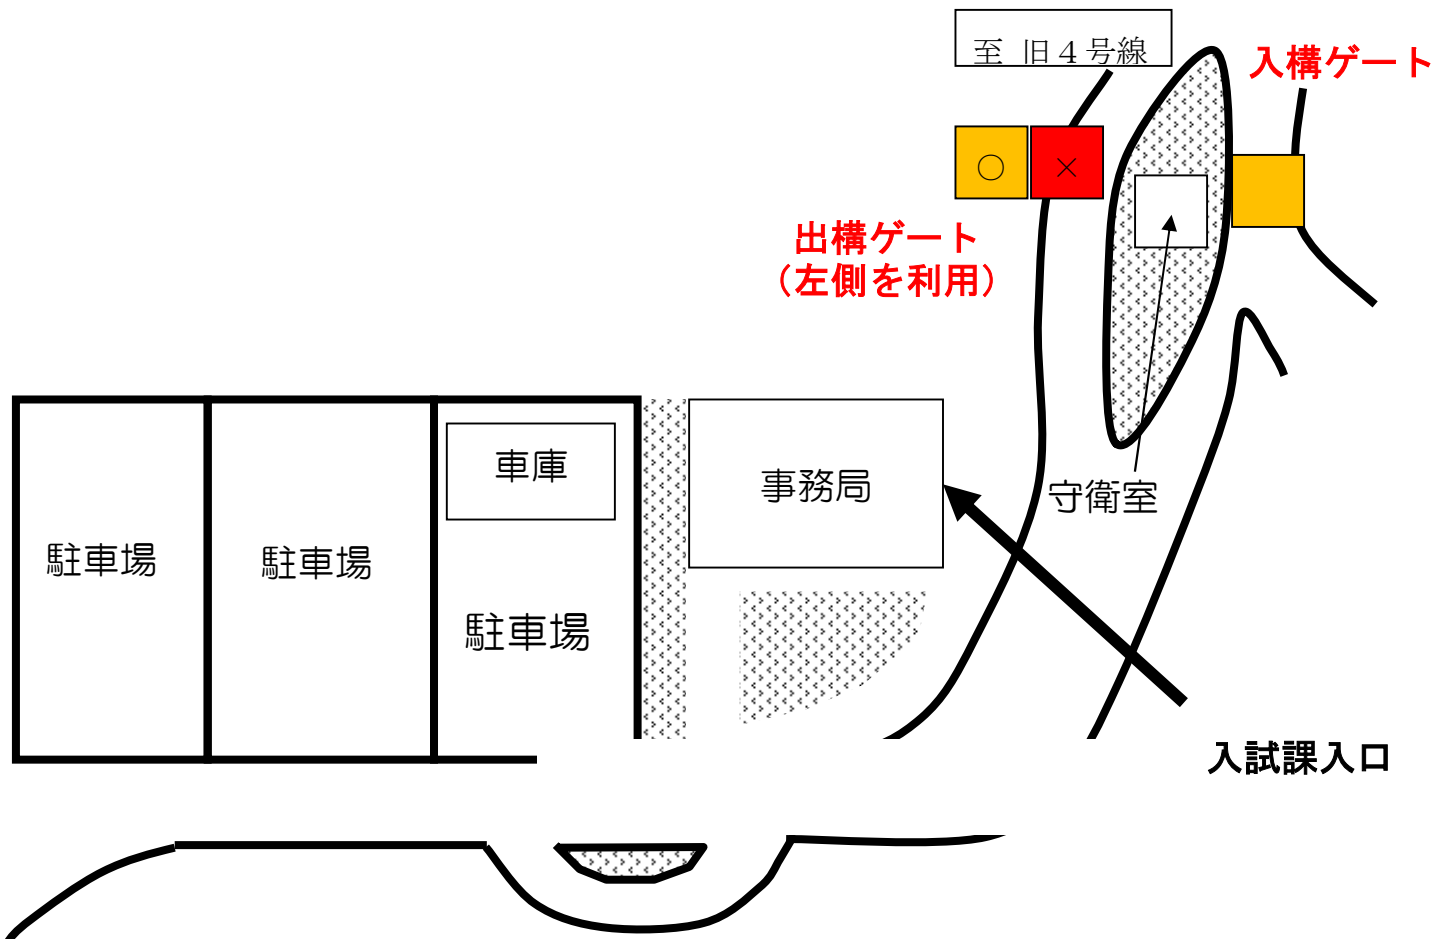 至 旧４号線
入構ゲート
○
×
出構ゲート
（左側を利用）
車庫
事務局
守衛室
駐車場
駐車場
駐車場
入試課入口